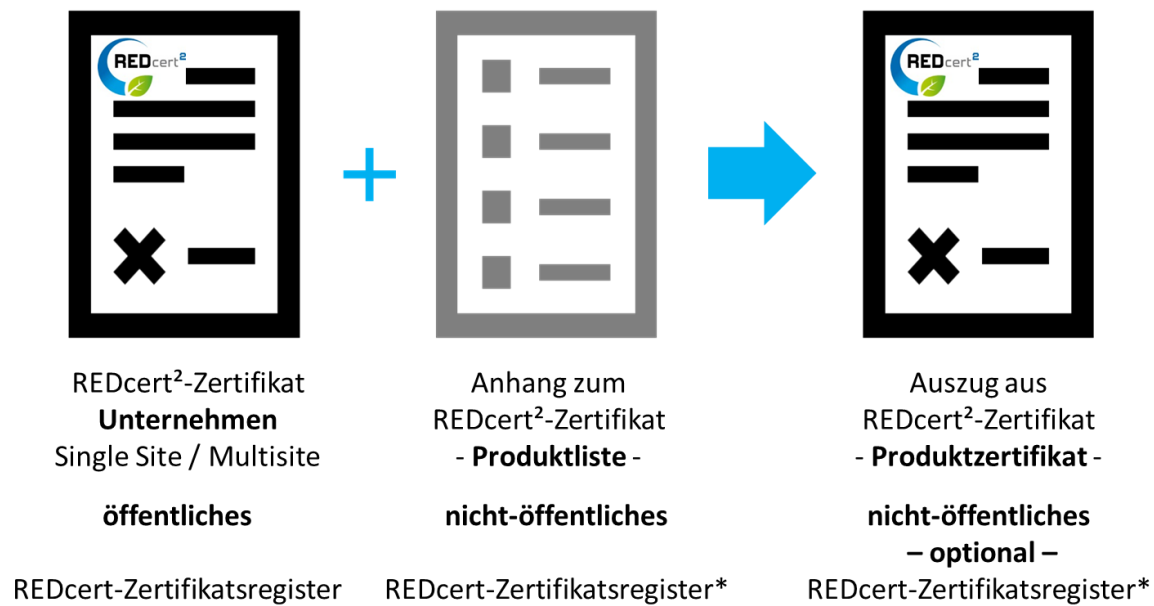 REDcert²
REDcert²
REDcert²-Zertifikat
Unternehmen
Single Site / Multisite
öffentliches
REDcert-Zertifikatsregister
Anhang zum
REDcert²-Zertifikat
- Produktliste -
nicht-öffentliches
REDcert-Zertifikatsregister*
Auszug aus
REDcert²-Zertifikat
- Produktzertifikat -
nicht-öffentliches
– optional –
REDcert-Zertifikatsregister*